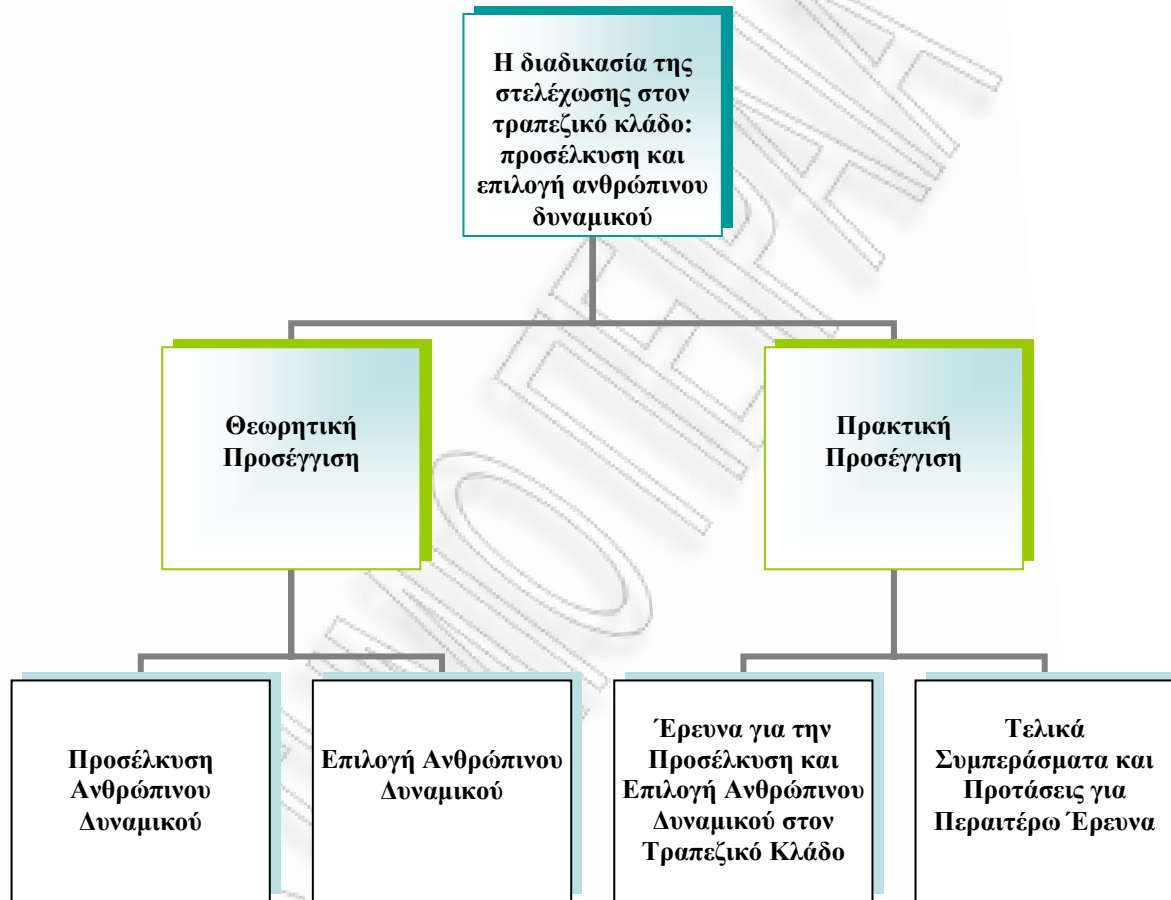 Η διαδικασία της
στελέχωσης στον
τραπεζικό κλάδο:
προσέλκυση και
επιλογή ανθρώπινου
δυναμικού
Θεωρητική
Προσέγγιση
Πρακτική
Προσέγγιση
Προσέλκυση
Ανθρώπινου
Δυναμικού
Επιλογή Ανθρώπινου
Δυναμικού
Έρευνα για την
Προσέλκυση και
Επιλογή Ανθρώπινου
Δυναμικού στον
Τραπεζικό Κλάδο
Τελικά
Συμπεράσματα και
Προτάσεις για
Περαιτέρω Έρευνα